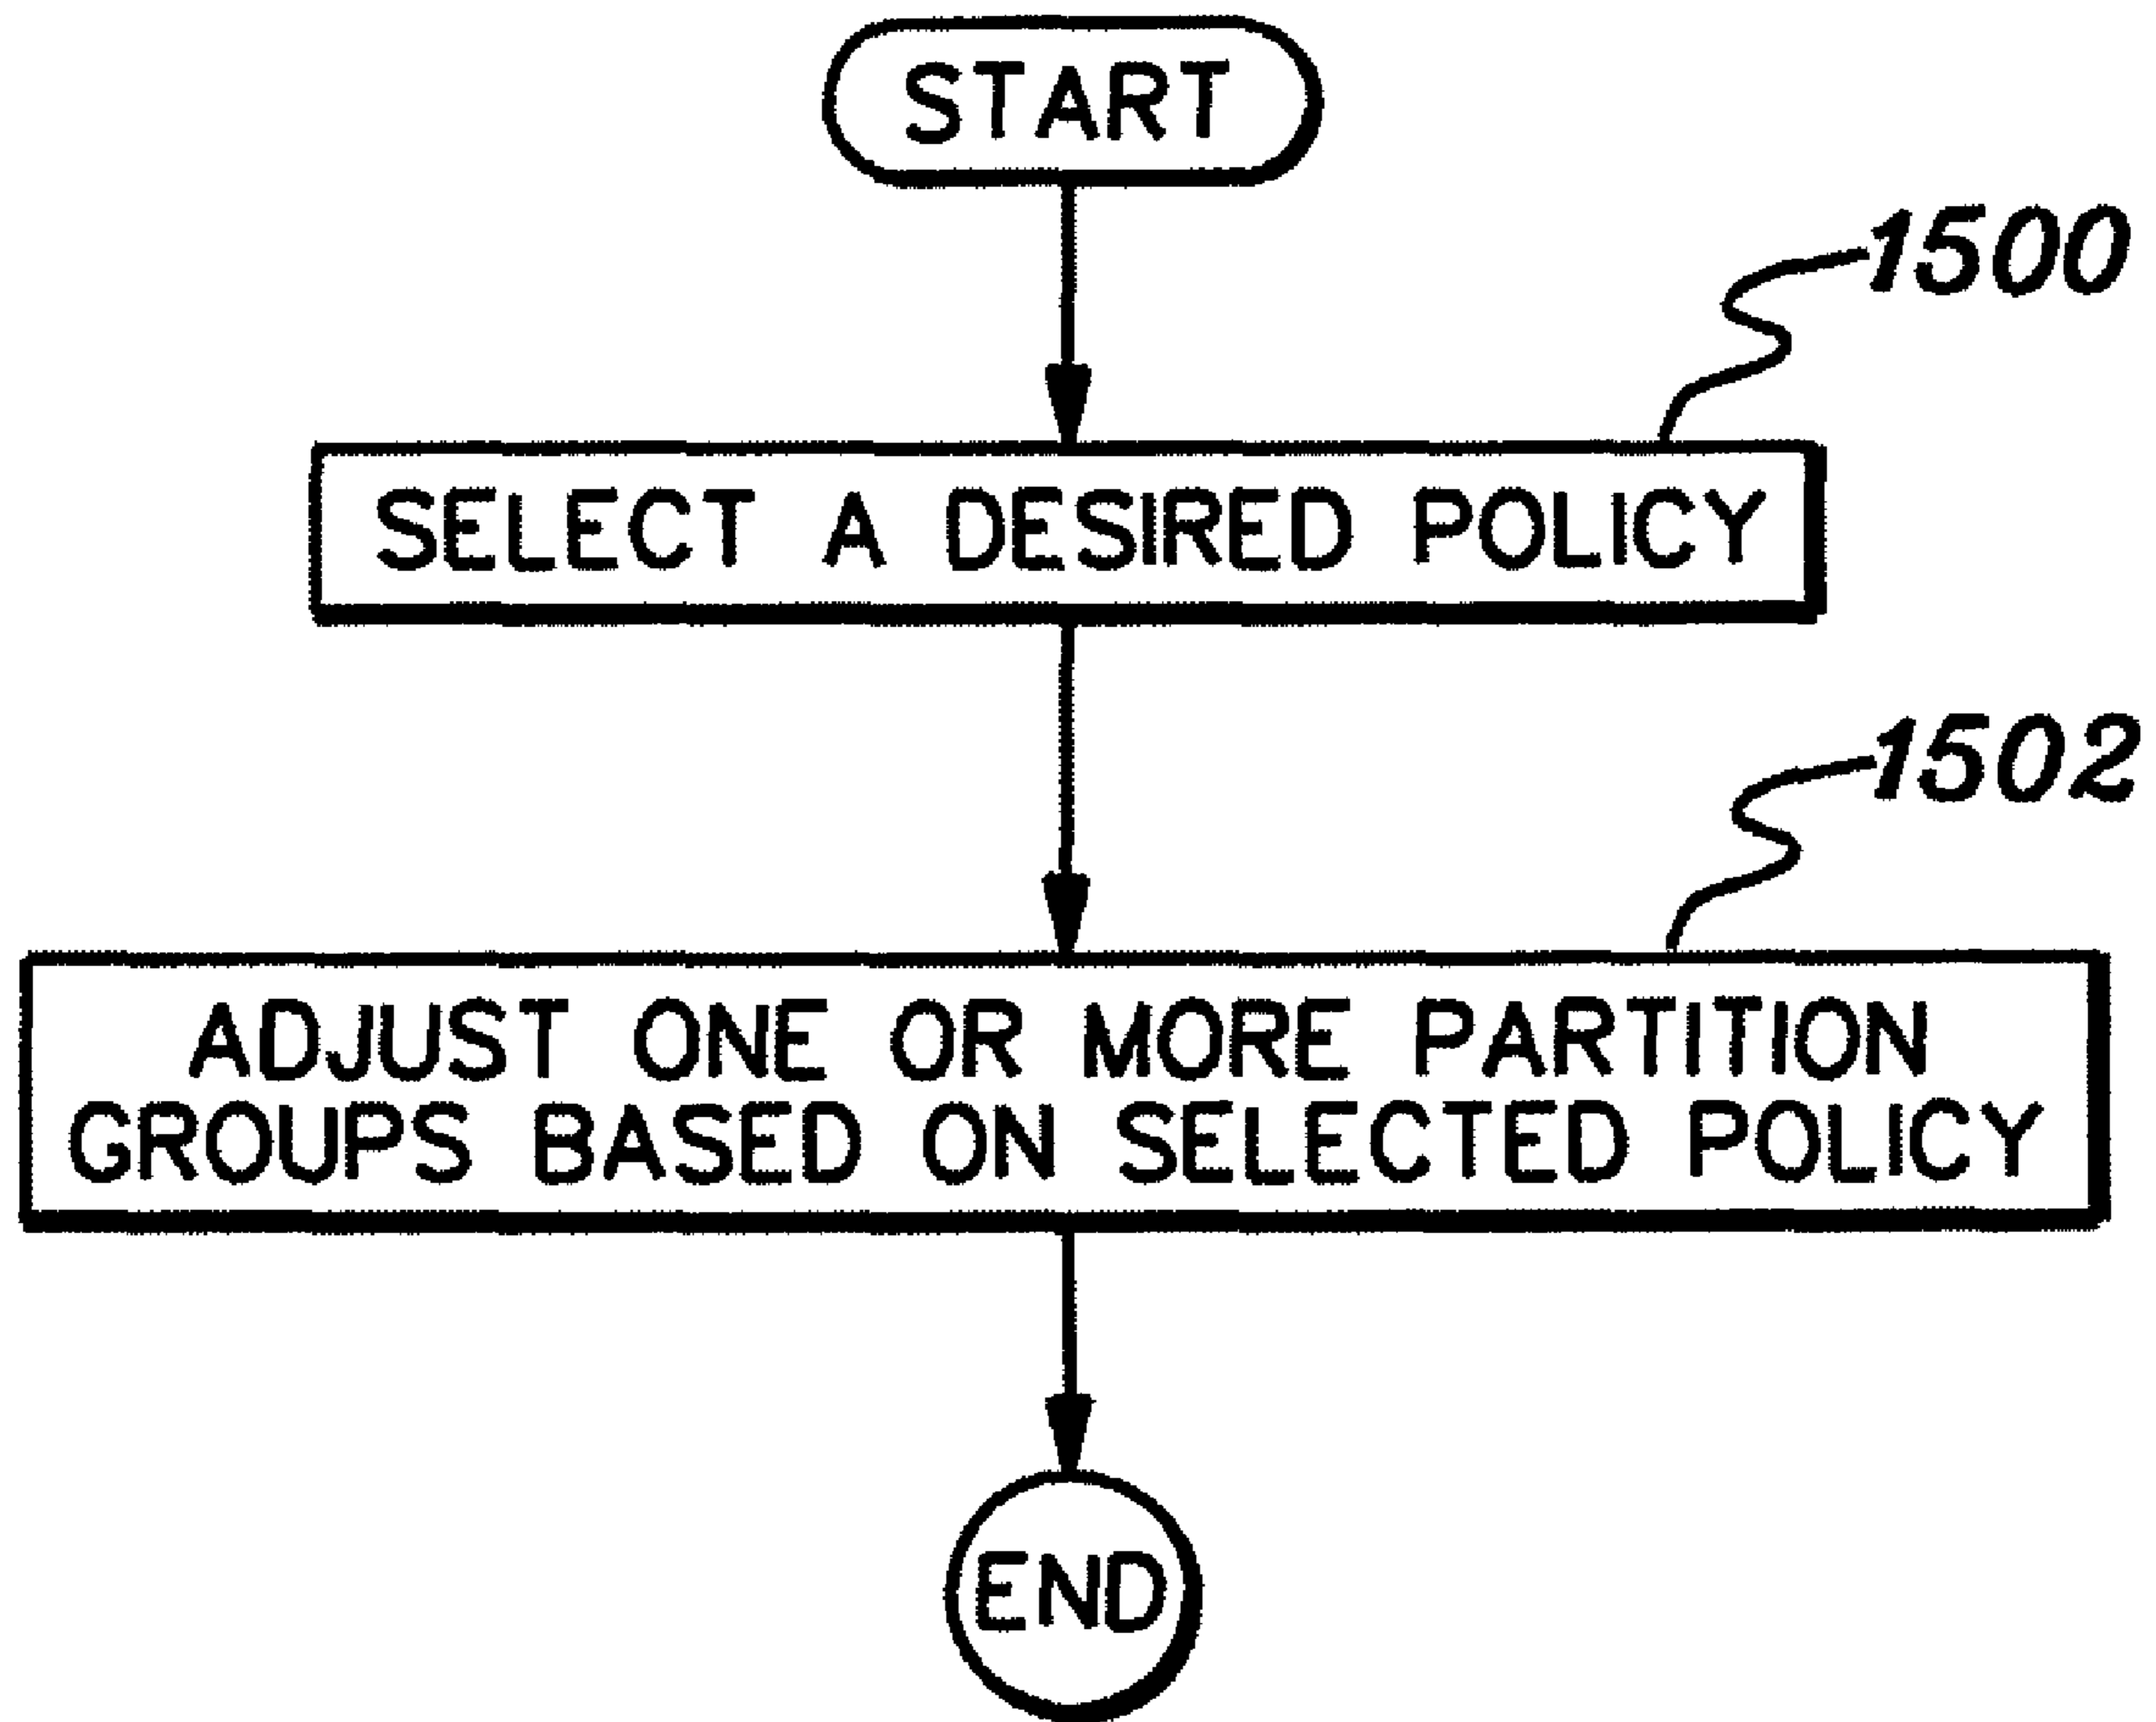 START
1500
SELECT A DESIRED POLICY
1502
ADJUST ONE OR MORE PARTITION
GROUPS BASED ON SELECTED POLICY
END